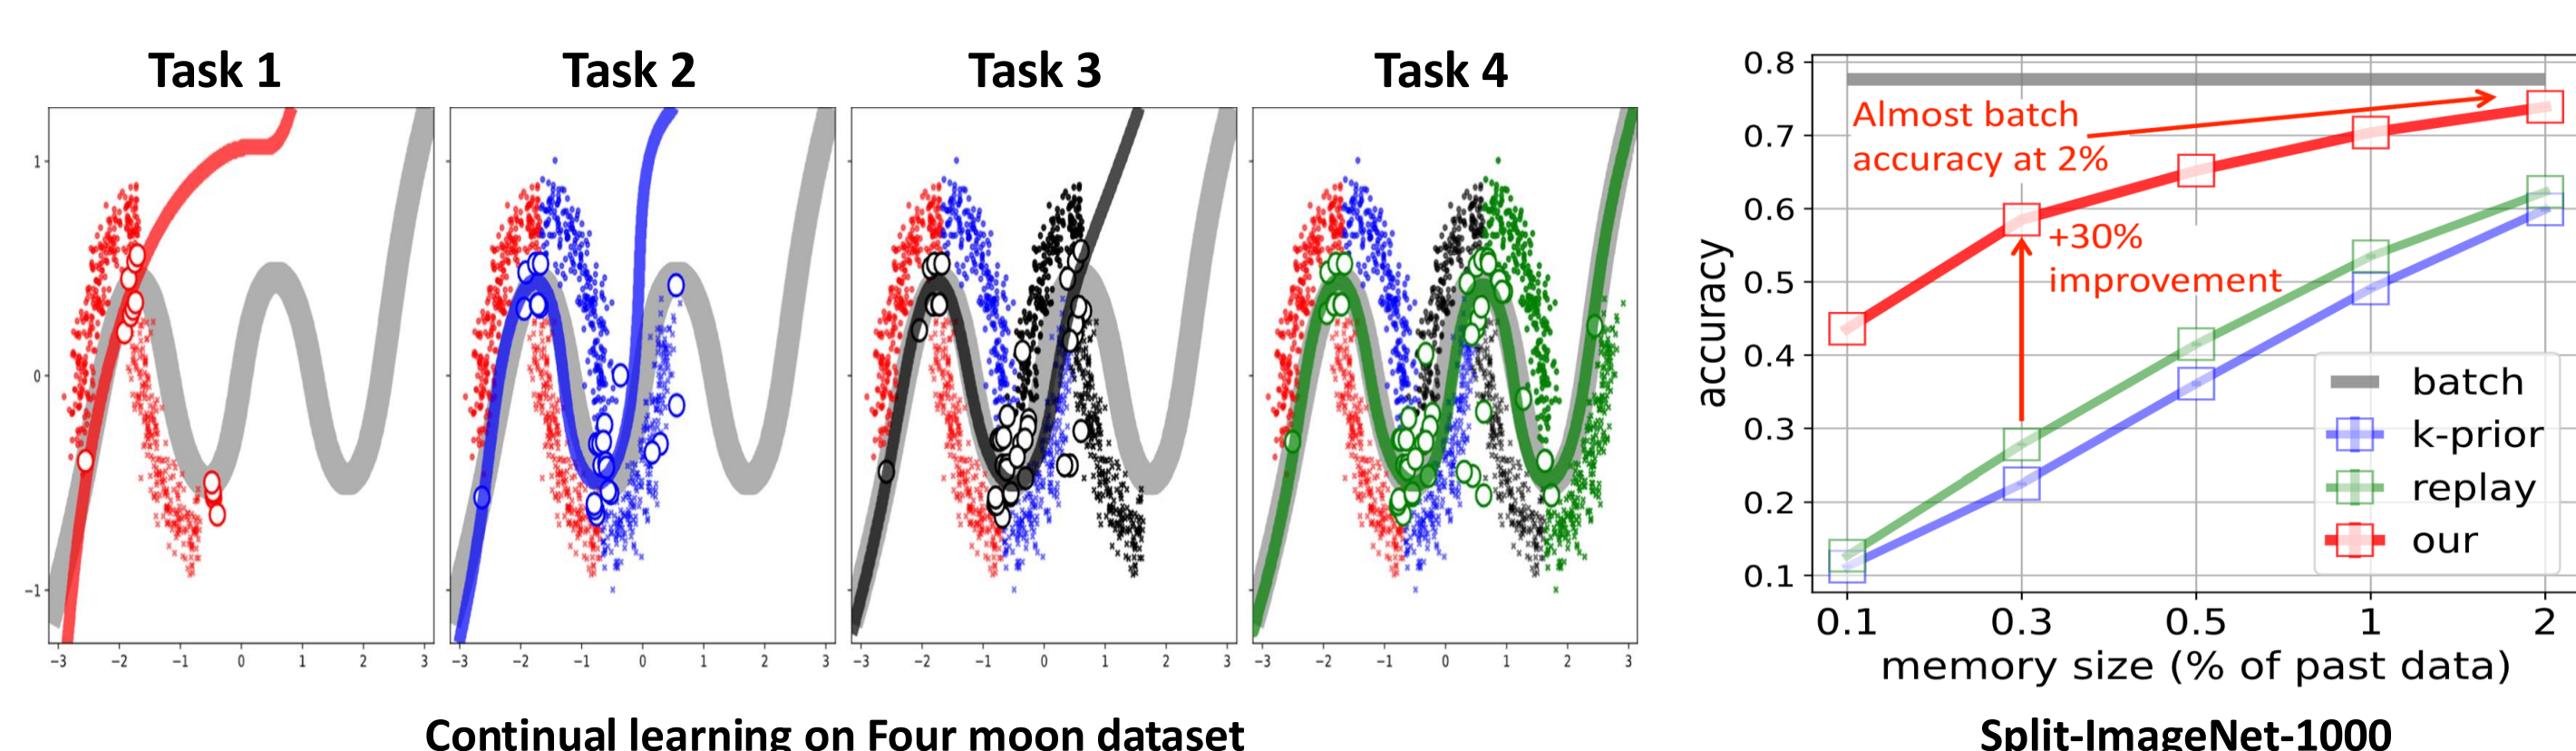 Task 1
Task 2
Task 3
Task 4
1
0
−1
−3 −2 −1 0 1 2 3
−3 −2 −1 0 1 2 3
−3 −2 −1 0 1 2 3
−3 −2 −1 0 1 2 3
Continual learning on Four moon dataset
0.8
0.7
0.6
0.5
0.4
0.3
0.2
0.1
accuracy
Almost batch
accuracy at 2%
+30%
improvement
batch
k-prior
replay
our
0.1 0.3 0.5 1 2
memory size (% of past data)
Split-ImageNet-1000